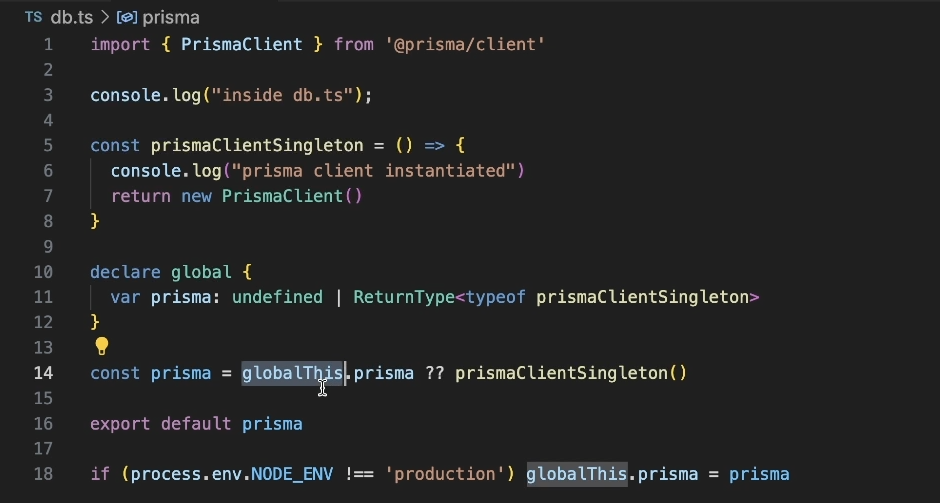 TS db.ts > prisma
1 import { PrismaClient } from '@prisma/client'
2
3 console.log("inside db.ts");
4
5 const prismaClientSingleton = () => {
6   console.log("prisma client instantiated")
7   return new PrismaClient()
8 }
9
10 declare global {
11   var prisma: undefined | ReturnType<typeof prismaClientSingleton>
12 }
13
14 const prisma = globalThis.prisma ?? prismaClientSingleton()
15
16 export default prisma
17
18 if (process.env.NODE_ENV !== 'production') globalThis.prisma = prisma